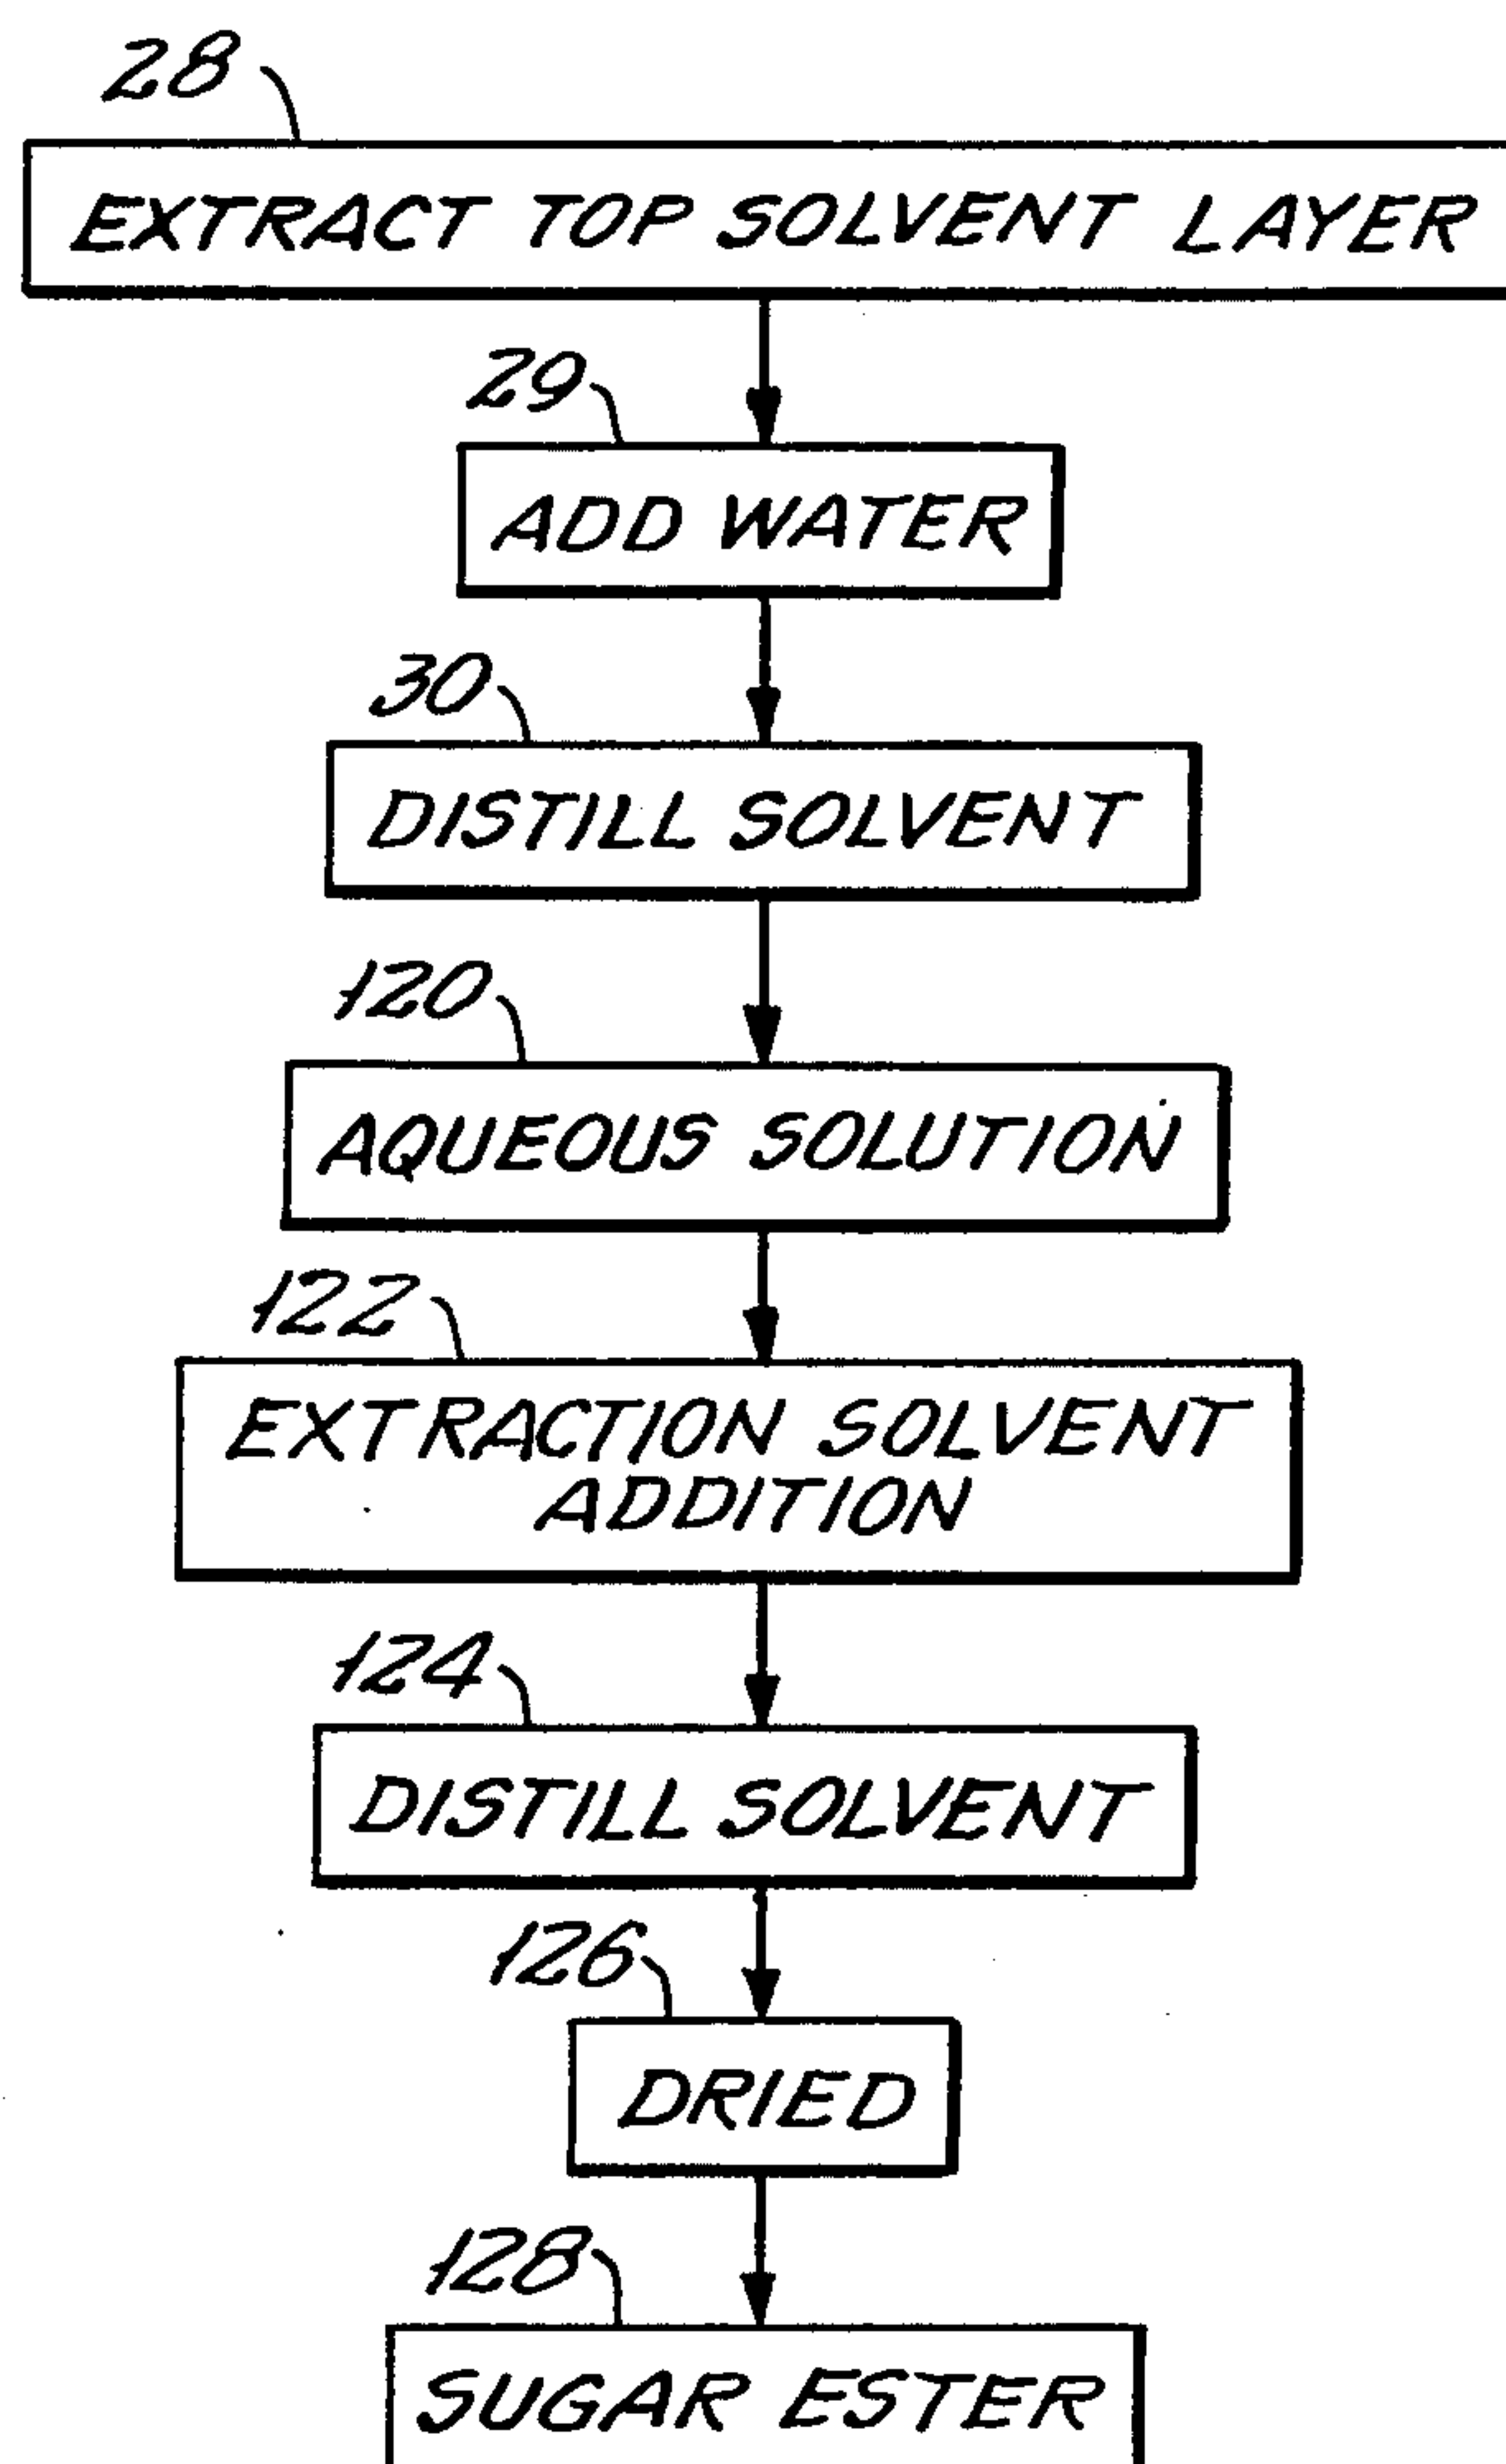 28
EXTRACT TOP SOLVENT LAYER
29
ADD WATER
30
DISTILL SOLVENT
120
AQUEOUS SOLUTION
122
EXTRACTION SOLVENT
ADDITION
124
DISTILL SOLVENT
126
DRIED
128
SUGAR ESTER